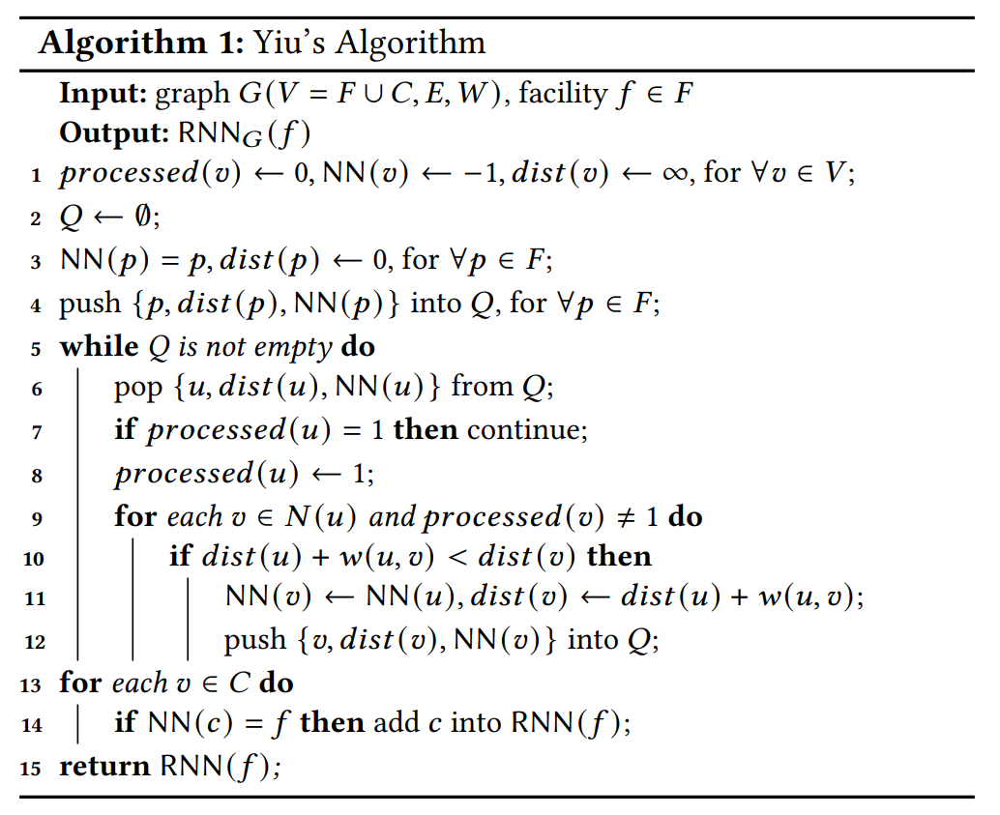 Algorithm 1: Yiu's Algorithm
Input: graph G(V = F ∪ C, E, W), facility f ∈ F
Output: RNN_G(f)
1 processed(v) ← 0, NN(v) ← −1, dist(v) ← ∞, for ∀v ∈ V;
2 Q ← ∅;
3 NN(p) = p, dist(p) ← 0, for ∀p ∈ F;
4 push {p, dist(p), NN(p)} into Q, for ∀p ∈ F;
5 while Q is not empty do
6 pop {u, dist(u), NN(u)} from Q;
7 if processed(u) = 1 then continue;
8 processed(u) ← 1;
9 for each v ∈ N(u) and processed(v) ≠ 1 do
10 if dist(u) + w(u, v) < dist(v) then
11 NN(v) ← NN(u), dist(v) ← dist(u) + w(u, v);
12 push {v, dist(v), NN(v)} into Q;
13 for each v ∈ C do
14 if NN(c) = f then add c into RNN(f);
15 return RNN(f);